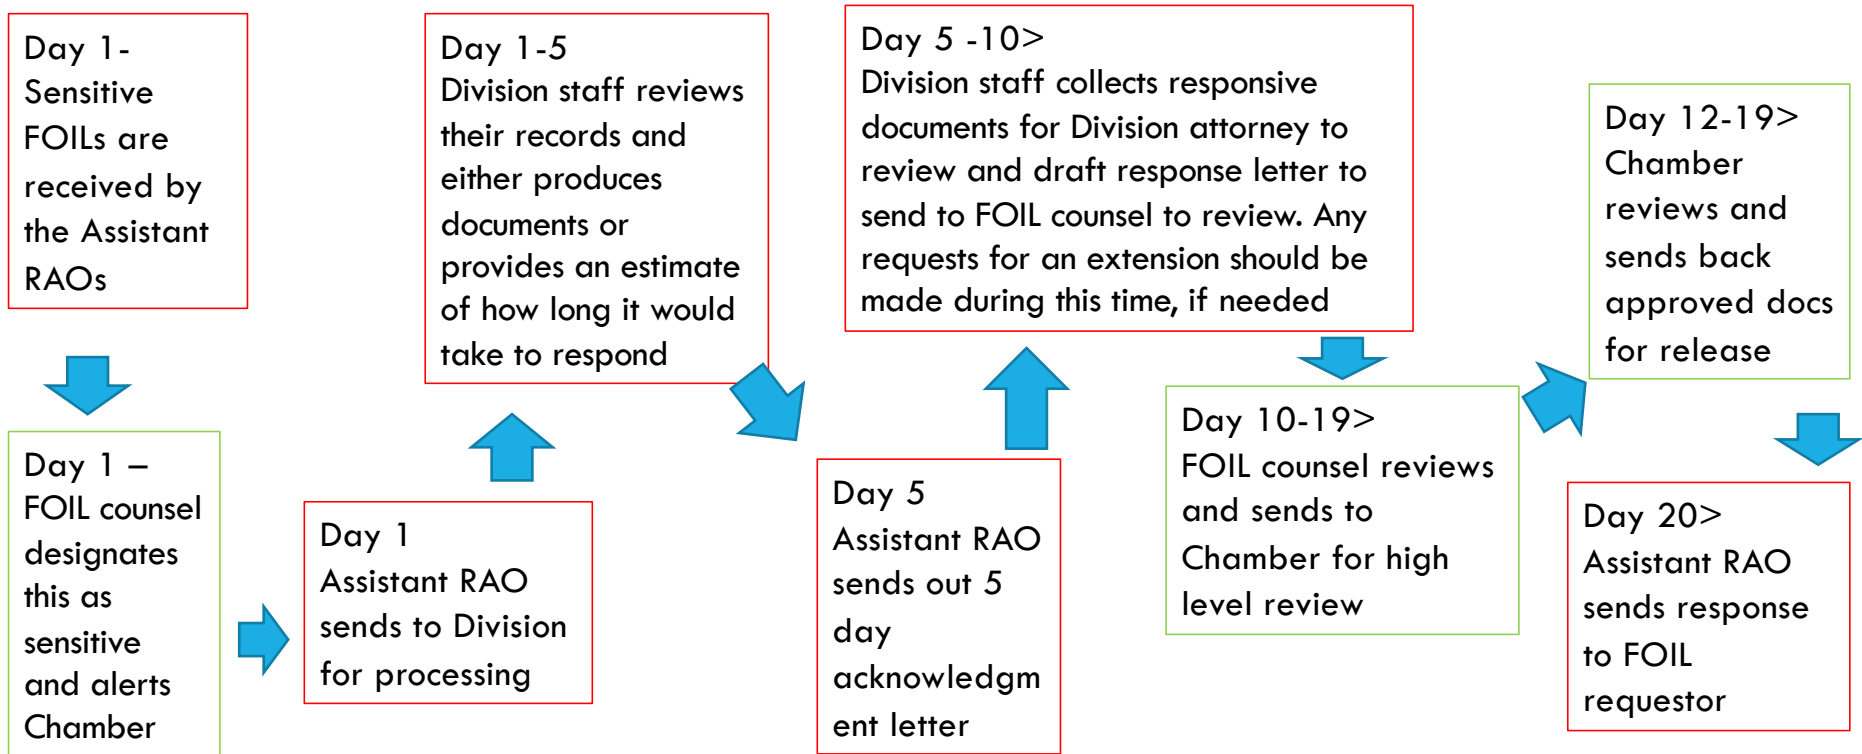 Day 1-
Sensitive
FOILs are
received by
the Assistant
RAOs
Day 1 –
FOIL counsel
designates
this as
sensitive
and alerts
Chamber
Day 1
Assistant RAO
sends to Division
for processing
Day 1-5
Division staff reviews
their records and
either produces
documents or
provides an estimate
of how long it would
take to respond
Day 5
Assistant RAO
sends out 5
day
acknowledgm
ent letter
Day 5 -10>
Division staff collects responsive
documents for Division attorney to
review and draft response letter to
send to FOIL counsel to review. Any
requests for an extension should be
made during this time, if needed
Day 10-19>
FOIL counsel reviews
and sends to
Chamber for high
level review
Day 12-19>
Chamber
reviews and
sends back
approved docs
for release
Day 20>
Assistant RAO
sends response
to FOIL
requestor